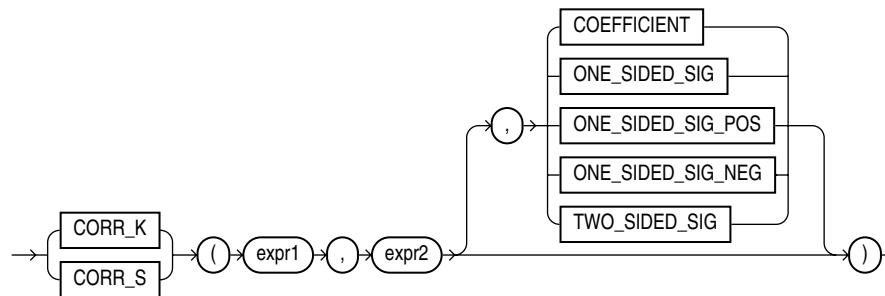 COEFFICIENT
ONE_SIDED_SIG
, ONE_SIDED_SIG_POS
ONE_SIDED_SIG_NEG
TWO_SIDED_SIG
CORR_K
CORR_S
( expr1 , expr2 )